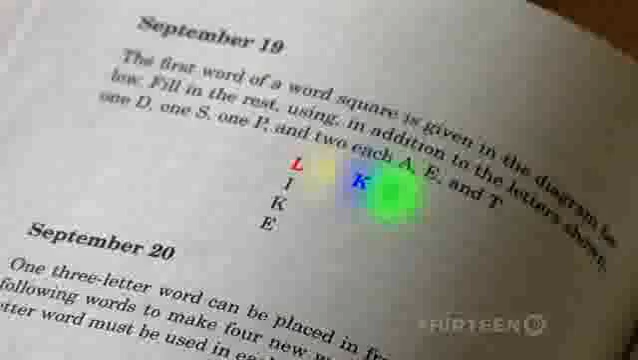 September 19
The first word of a word square is given in the diagram be-
low. Fill in the rest, using, in addition to the letters shown,
one D, one S, one P, and two each A, E, and T
L K
I
K
E
September 20
One three-letter word can be placed in
following words to make four new
letter word must be used in
THIRTEEN